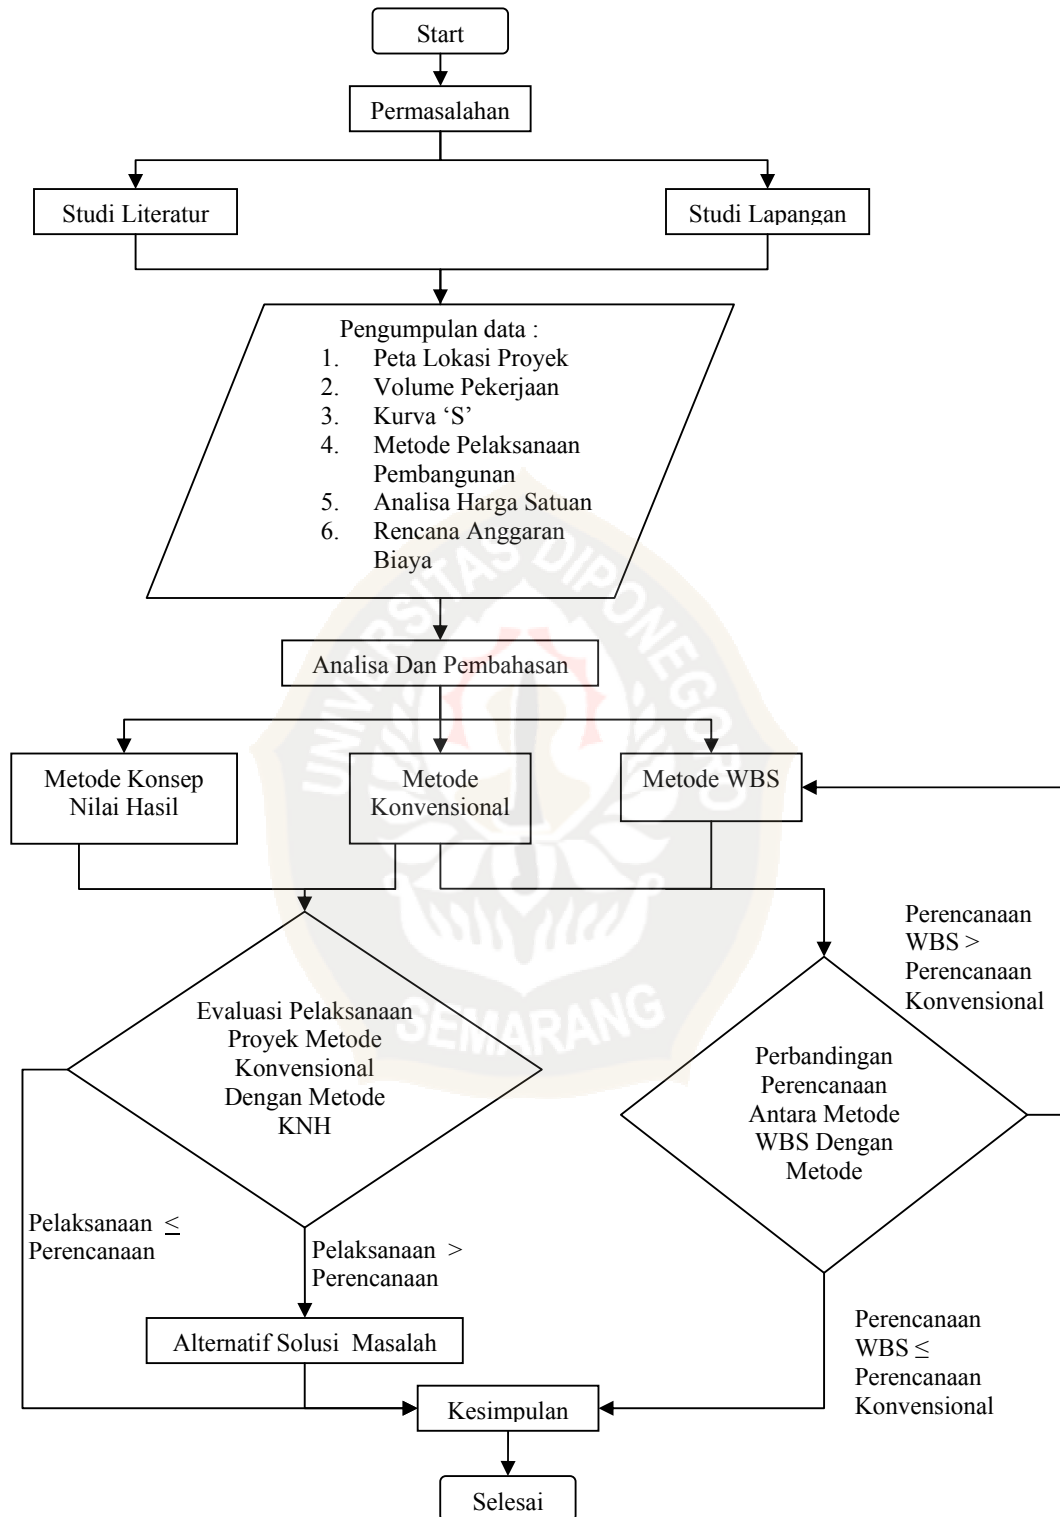 Start
Permasalahan
Studi Literatur
Studi Lapangan
Pengumpulan data :
1. Peta Lokasi Proyek
2. Volume Pekerjaan
3. Kurva ‘S’
4. Metode Pelaksanaan
Pembangunan
5. Analisa Harga Satuan
6. Rencana Anggaran
Biaya
Analisa Dan Pembahasan
Metode Konsep
Nilai Hasil
Metode
Konvensional
Metode WBS
Evaluasi Pelaksanaan
Proyek Metode
Konvensional
Dengan Metode
KNH
Perencanaan
WBS >
Perencanaan
Konvensional
Perbandingan
Perencanaan
Antara Metode
WBS Dengan
Metode
Pelaksanaan ≤
Perencanaan
Pelaksanaan >
Perencanaan
Alternatif Solusi Masalah
Perencanaan
WBS ≤
Perencanaan
Konvensional
Kesimpulan
Selesai
UNIVERSITAS DIPONEGORO
SEMARANG